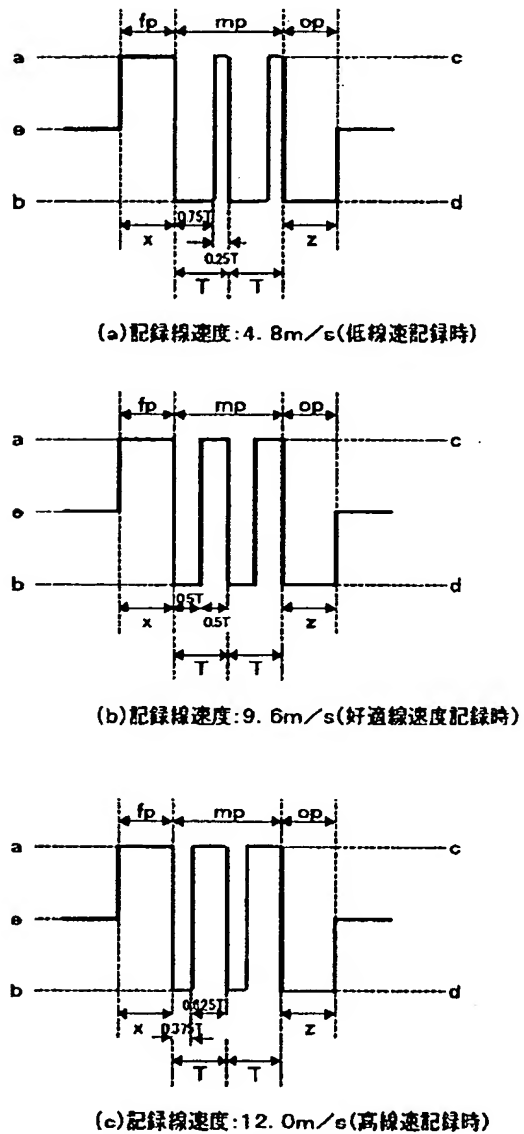 fp mp op
a c
e
b d
x 0.75T z
0.25T
T T
(a)記録線速度:4.8m/s(低線速記録時)
fp mp op
a c
e
b d
x 0.5T 0.5T z
T T
(b)記録線速度:9.6m/s(好適線速度記録時)
fp mp op
a c
e
b d
0.625T
x 0.375T z
T T
(c)記録線速度:12.0m/s(高線速記録時)